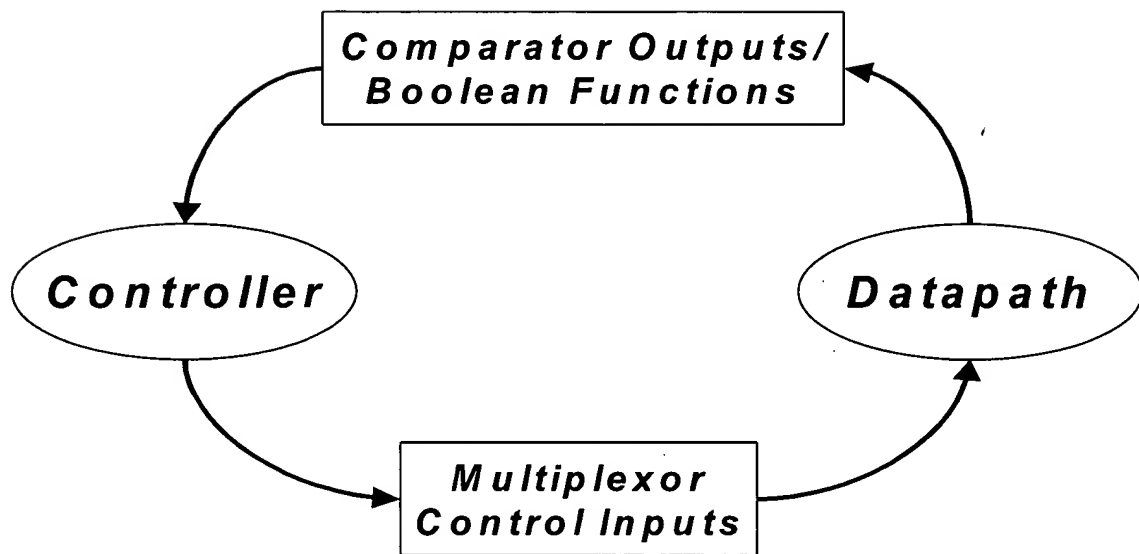 Comparator Outputs/
Boolean Functions
Controller
Datapath
Multiplexor
Control Inputs